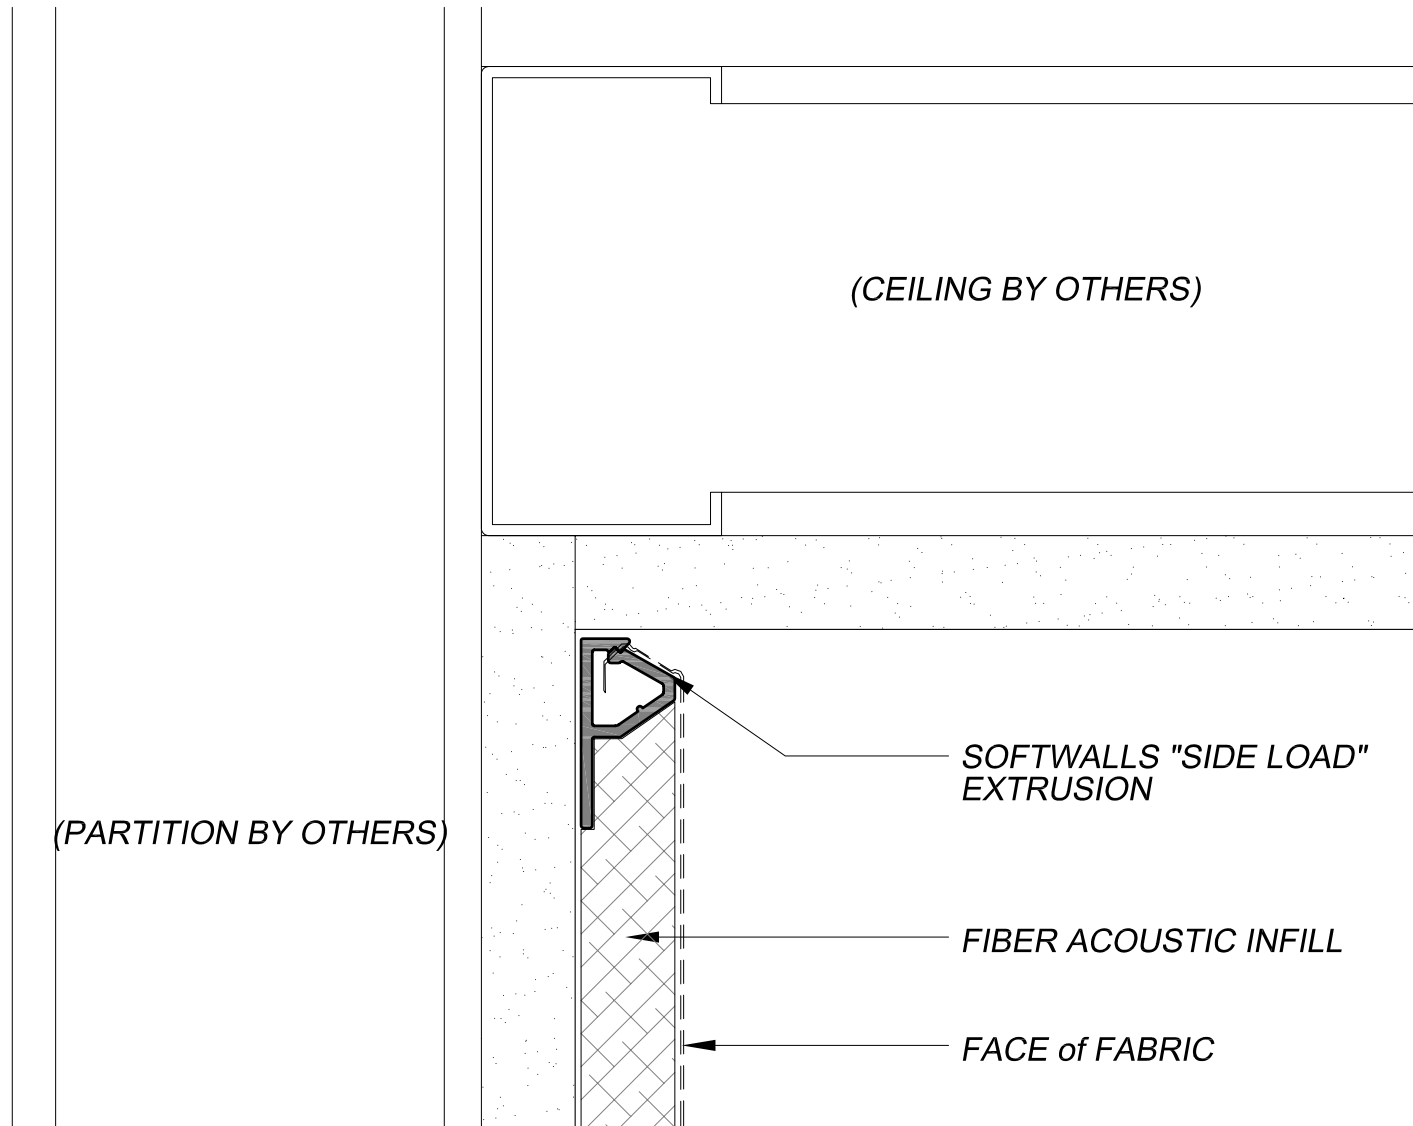 (CEILING BY OTHERS)
SOFTWALLS "SIDE LOAD"
EXTRUSION
(PARTITION BY OTHERS)
FIBER ACOUSTIC INFILL
FACE of FABRIC